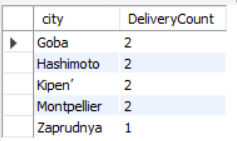 city DeliveryCount
Goba 2
Hashimoto 2
Kipen’ 2
Montpellier 2
Zaprudnya 1